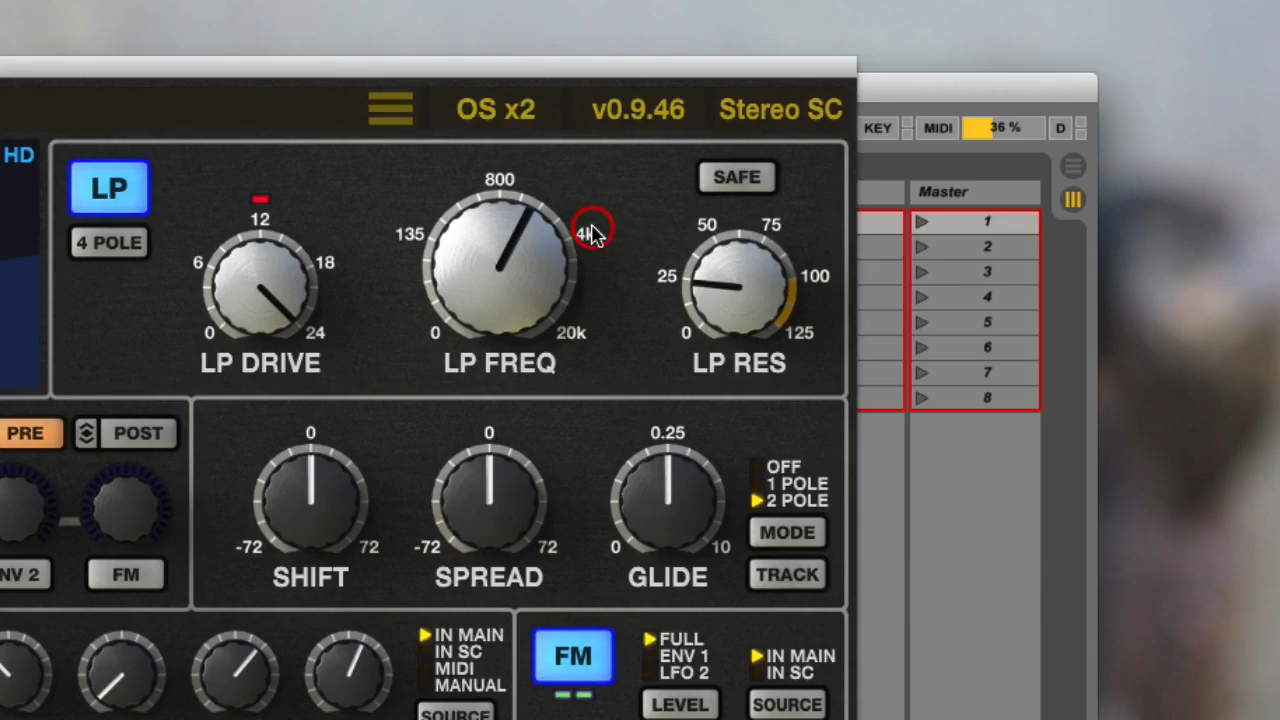 OS x2 v0.9.46 Stereo SC
KEY MIDI 36 % D
HD
LP
4 POLE
12
6 18
0 24
LP DRIVE
800
135 4k
0 20k
LP FREQ
SAFE
50 75
25 100
0 125
LP RES
Master
1
2
3
4
5
6
7
8
PRE POST
NV 2 FM
0
-72 72
SHIFT
0
-72 72
SPREAD
0.25
0 10
GLIDE
OFF
1 POLE
2 POLE
MODE
TRACK
IN MAIN
IN SC
MIDI
MANUAL
SOURCE
FM
FULL
ENV 1
LFO 2
LEVEL
IN MAIN
IN SC
SOURCE